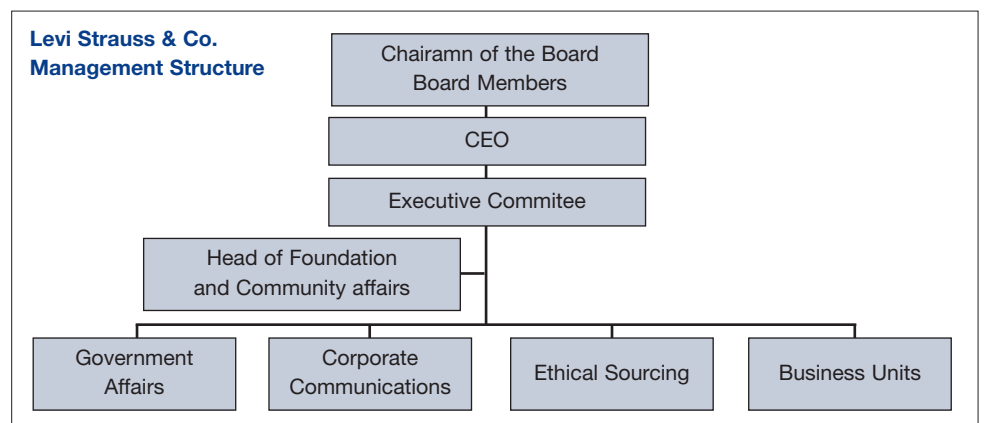 Levi Strauss & Co.
Management Structure
Chairamn of the Board
Board Members
CEO
Executive Commitee
Head of Foundation
and Community affairs
Government
Affairs
Corporate
Communications
Ethical Sourcing
Business Units